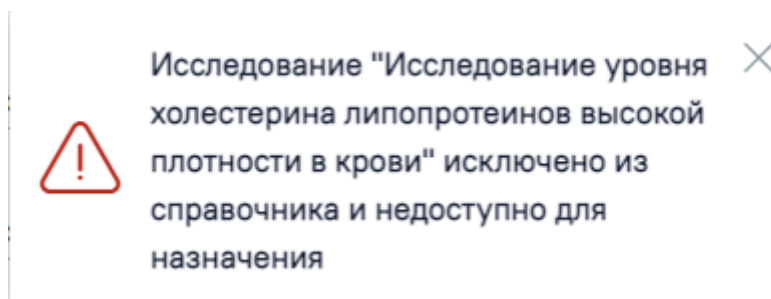 Исследование "Исследование уровня
холестерина липопротеинов высокой
плотности в крови" исключено из
справочника и недоступно для
назначения